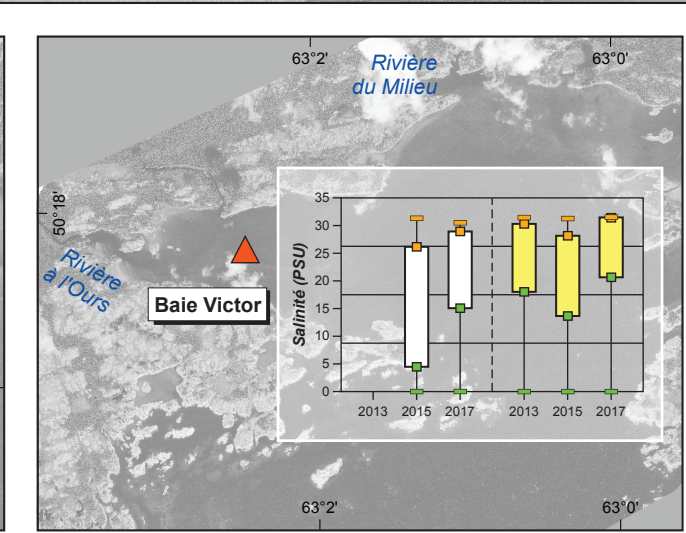 63°2'
63°0'
Rivière
du Milieu
50°18'
Rivière
à l'Ours
Baie Victor
Salinité (PSU)
35
30
25
20
15
10
5
0
2013 2015 2017 2013 2015 2017
63°2'
63°0'